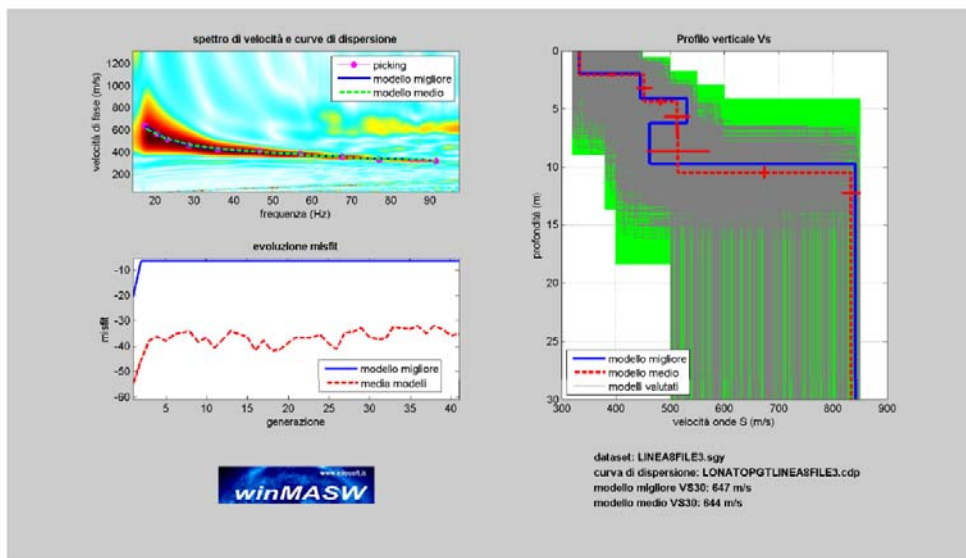 spettro di velocità e curve di dispersione
velocità di fase (m/s)
1200
1000
800
600
400
200
picking
modello migliore
modello medio
20 30 40 50 60 70 80 90
frequenza (Hz)
evoluzione misfit
misfit
-10
-20
-30
-40
-50
-60
modello migliore
media modelli
5 10 15 20 25 30 35 40
generazione
www.eliosoft.it
winMASW
Profilo verticale Vs
profondità (m)
0
5
10
15
20
25
30
modello migliore
modello medio
modelli valutati
300 400 500 600 700 800 900
velocità onde S (m/s)
dataset: LINEA8FILE3.sgy
curva di dispersione: LONATOPGTLINEA8FILE3.cdp
modello migliore VS30: 647 m/s
modello medio VS30: 644 m/s